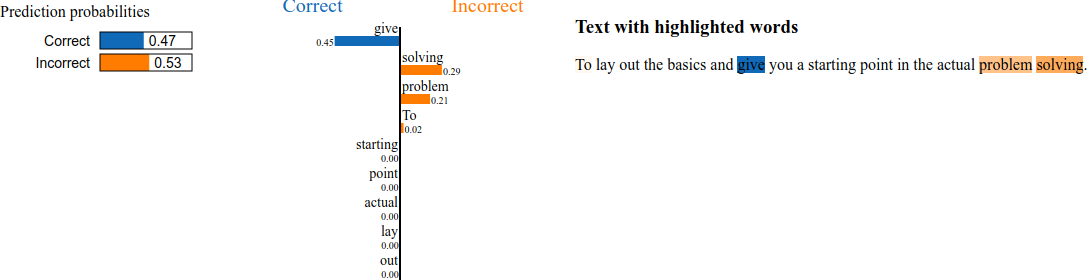 Prediction probabilities
Correct 0.47
Incorrect 0.53
Correct Incorrect
give
0.45
solving
0.29
problem
0.21
To
0.02
starting
0.00
point
0.00
actual
0.00
lay
0.00
out
0.00
Text with highlighted words
To lay out the basics and give you a starting point in the actual problem solving.